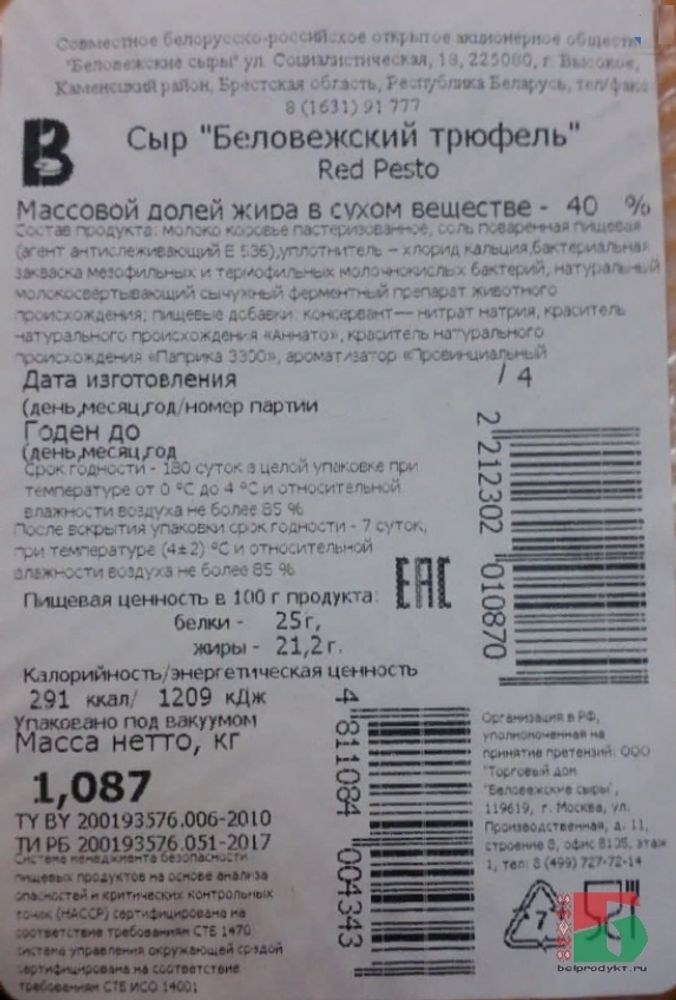 Совместное белорусско-российское открытое акционерное общество
"Беловежские сыры" ул. Социалистическая, 18, 225080, г. Высокое,
Каменецкий район, Брестская область, Республика Беларусь, тел/факс
8 (1631) 91 777
B
Сыр "Беловежский трюфель"
Red Pesto
Массовой долей жира в сухом веществе - 40 %
Состав продукта: молоко коровье пастеризованное, соль поваренная пищевая
(агент антислеживающий Е 536),уплотнитель – хлорид кальция,бактериальная
закваска мезофильных и термофильных молочнокислых бактерий, натуральный
молокосвертывающий сычужный ферментный препарат животного
происхождения; пищевые добавки: консервант— нитрат натрия, краситель
натурального происхождения «Аннато», краситель натурального
происхождения «Паприка 3300», ароматизатор «Провинциальный
Дата изготовления / 4
(день,месяц,год/номер партии
Годен до
(день,месяц,год
Срок годности - 180 суток в целой упаковке при
температуре от 0 °С до 4 °С и относительной
влажности воздуха не более 85 %
После вскрытия упаковки срок годности - 7 суток,
при температуре (4±2) °С и относительной
влажности воздуха не более 85 %
2 212302 010870
ЕАС
Пищевая ценность в 100 г продукта:
белки - 25г,
жиры - 21,2г.
Калорийность/энергетическая ценность
291 ккал/ 1209 кДж
Упаковано под вакуумом
Масса нетто, кг
1,087
ТУ BY 200193576.006-2010
ТИ РБ 200193576.051-2017
Система менеджмента безопасности
пищевых продуктов на основе анализа
опасностей и критических контрольных
точек (НАССР) сертифицирована на
соответствие требованиям СТБ 1470
система управления окружающей средой
сертифицирована на соответствие
требованиям СТБ ИСО 14001
4 811084 004343
Организация в РФ,
уполномоченная на
принятие претензий: ООО
"Торговый дом
"Беловежские сыры",
119619, г. Москва, ул.
Производственная, д. 11,
строение 8, офис 8135, этаж
1, тел: 8 (499) 727-72-14
7
belprodykt.ru